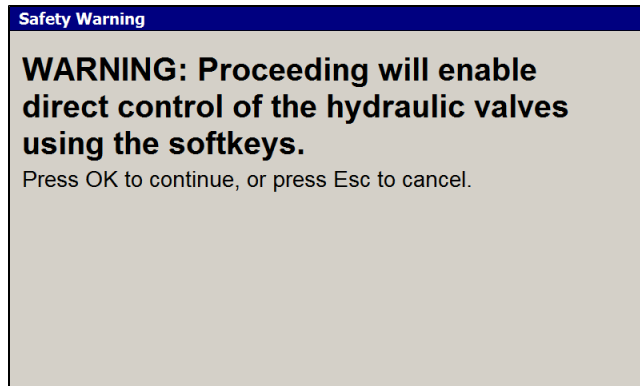 Safety Warning
WARNING: Proceeding will enable
direct control of the hydraulic valves
using the softkeys.
Press OK to continue, or press Esc to cancel.